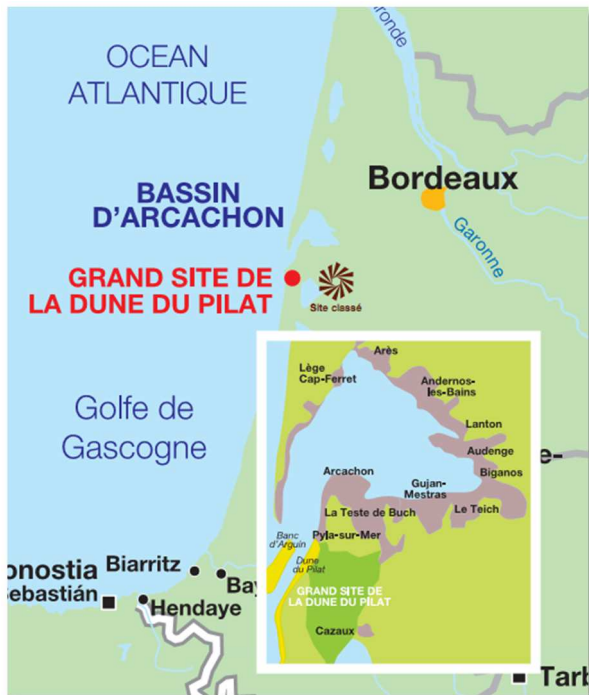 ironde
OCEAN
ATLANTIQUE
Bordeaux
BASSIN
D'ARCACHON
Garonne
GRAND SITE DE
LA DUNE DU PILAT
Site classé
Arès
Lège
Cap-Ferret
Andernos-
les-Bains
Golfe de
Gascogne
Lanton
Audenge
e-
Biganos
Arcachon
Gujan-
Mestras
La Teste de Buch
Le Teich
Banc
d'Arguin
Pyla-sur-Mer
Dune
du Pilat
onostia
Sebastián
Biarritz
Bay
Hendaye
GRAND SITE DE
LA DUNE DU PILAT
Cazaux
Tarb